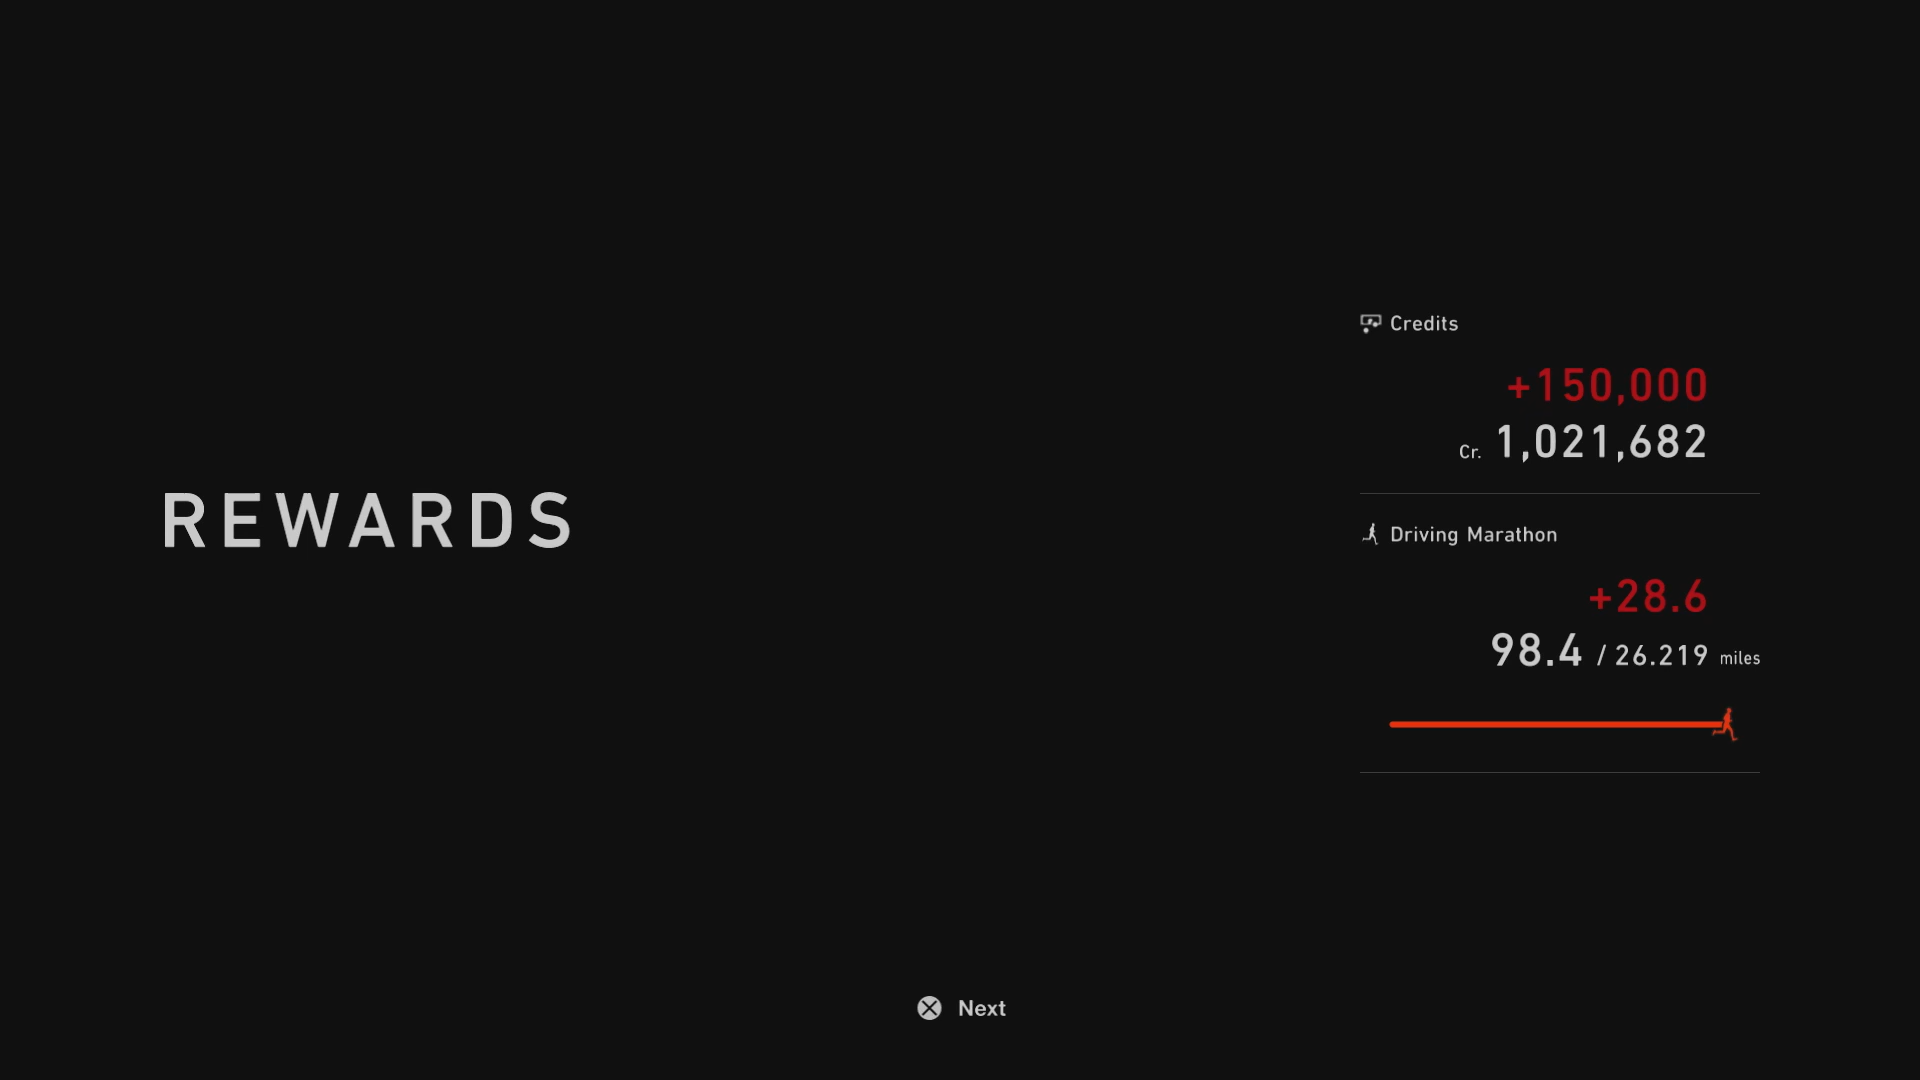 REWARDS
Credits
+150,000
Cr. 1,021,682
Driving Marathon
+28.6
98.4 / 26.219 miles
Next